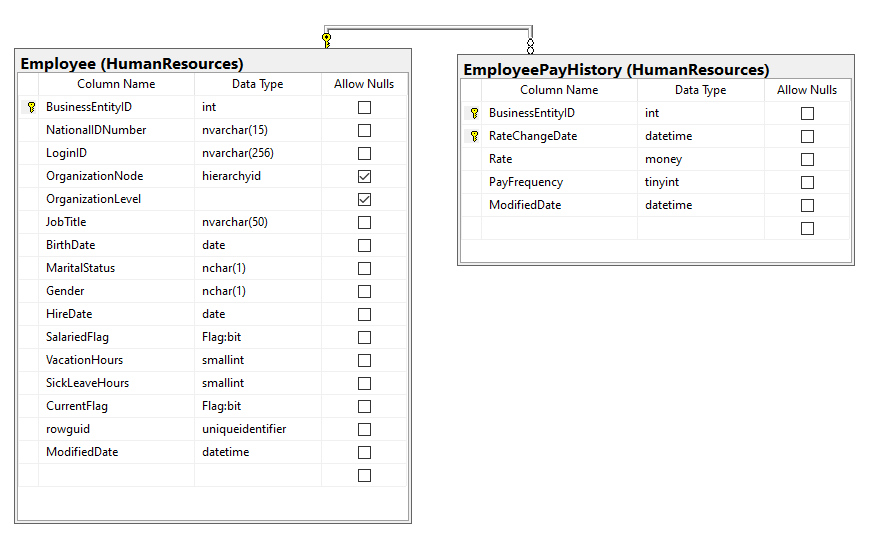 Employee (HumanResources)
Column Name Data Type Allow Nulls
BusinessEntityID int
NationalIDNumber nvarchar(15)
LoginID nvarchar(256)
OrganizationNode hierarchyid
OrganizationLevel
JobTitle nvarchar(50)
BirthDate date
MaritalStatus nchar(1)
Gender nchar(1)
HireDate date
SalariedFlag Flag:bit
VacationHours smallint
SickLeaveHours smallint
CurrentFlag Flag:bit
rowguid uniqueidentifier
ModifiedDate datetime
EmployeePayHistory (HumanResources)
Column Name Data Type Allow Nulls
BusinessEntityID int
RateChangeDate datetime
Rate money
PayFrequency tinyint
ModifiedDate datetime